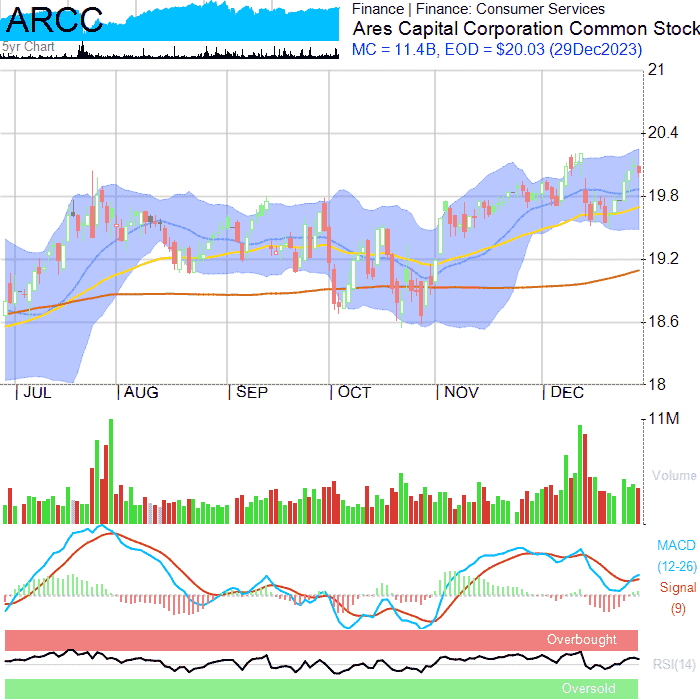 ARCC
5yr Chart
Finance | Finance: Consumer Services
Ares Capital Corporation Common Stock
MC = 11.4B, EOD = $20.03 (29Dec2023)
21
20.4
19.8
19.2
18.6
18
JUL AUG SEP OCT NOV DEC
11M
Volume
MACD
(12-26)
Signal
(9)
Overbought
RSI(14)
Oversold